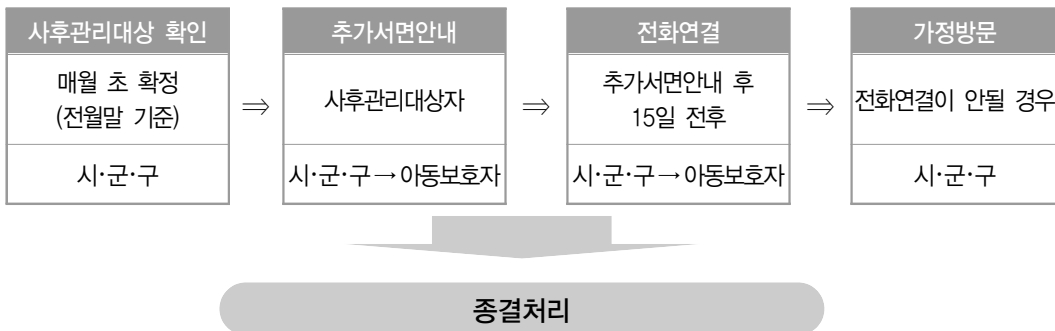 사후관리대상 확인
매월 초 확정
(전월말 기준)
시·군·구
⇒
추가서면안내
사후관리대상자
시·군·구→아동보호자
⇒
전화연결
추가서면안내 후
15일 전후
시·군·구→아동보호자
⇒
가정방문
전화연결이 안될 경우
시·군·구
종결처리